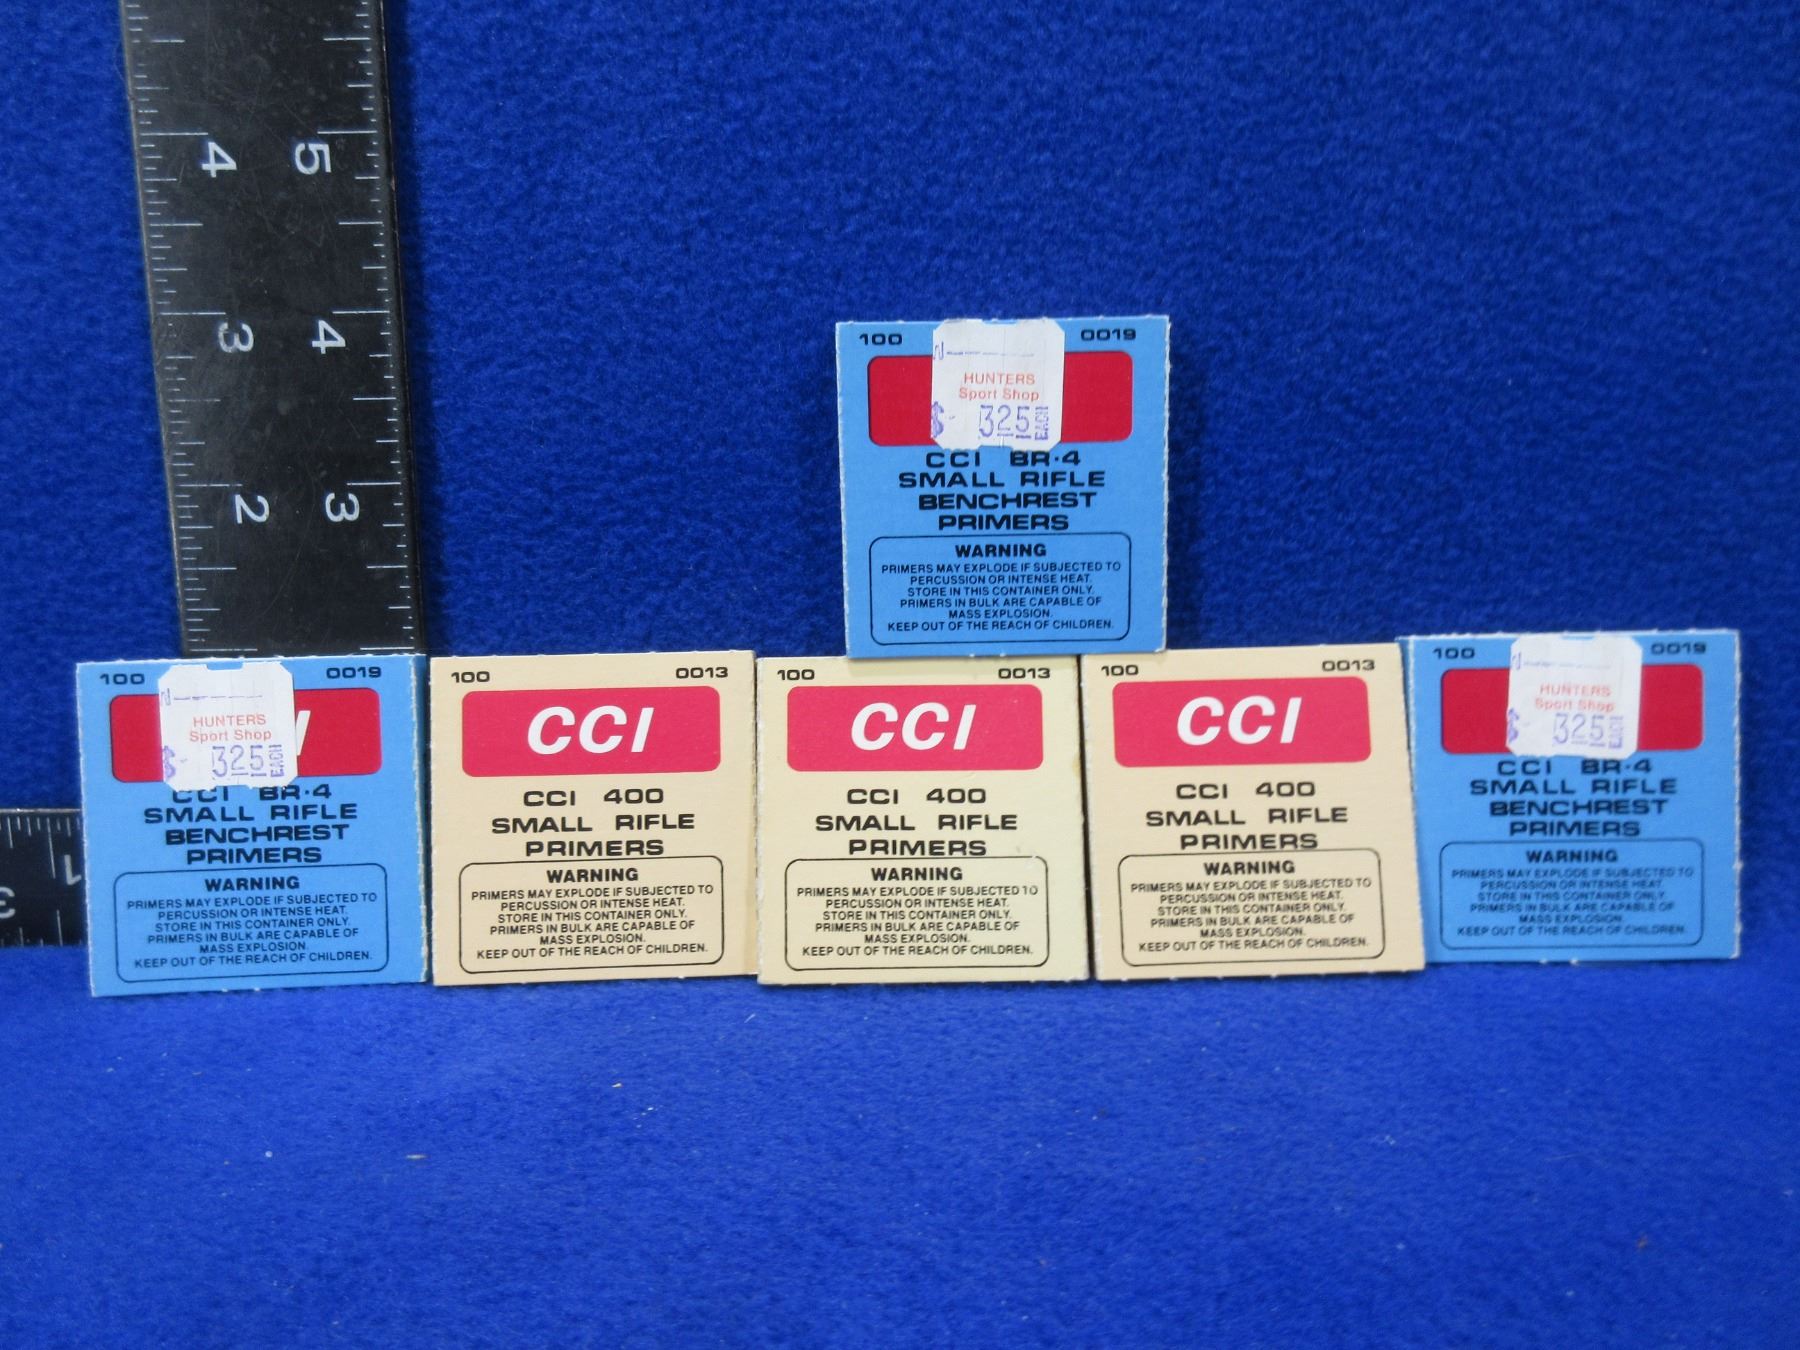 4 5
3 4
2 3
1
3
100 0019
HUNTERS
Sport Shop
$ 325 EACH
CCI BR·4
SMALL RIFLE
BENCHREST
PRIMERS
WARNING
PRIMERS MAY EXPLODE IF SUBJECTED TO
PERCUSSION OR INTENSE HEAT.
STORE IN THIS CONTAINER ONLY.
PRIMERS IN BULK ARE CAPABLE OF
MASS EXPLOSION.
KEEP OUT OF THE REACH OF CHILDREN.
100 0019
HUNTERS
Sport Shop
$ 325 EACH
CCI BR·4
SMALL RIFLE
BENCHREST
PRIMERS
WARNING
PRIMERS MAY EXPLODE IF SUBJECTED TO
PERCUSSION OR INTENSE HEAT.
STORE IN THIS CONTAINER ONLY.
PRIMERS IN BULK ARE CAPABLE OF
MASS EXPLOSION.
KEEP OUT OF THE REACH OF CHILDREN.
100 0013
CCI
CCI 400
SMALL RIFLE
PRIMERS
WARNING
PRIMERS MAY EXPLODE IF SUBJECTED TO
PERCUSSION OR INTENSE HEAT.
STORE IN THIS CONTAINER ONLY.
PRIMERS IN BULK ARE CAPABLE OF
MASS EXPLOSION.
KEEP OUT OF THE REACH OF CHILDREN.
100 0013
CCI
CCI 400
SMALL RIFLE
PRIMERS
WARNING
PRIMERS MAY EXPLODE IF SUBJECTED TO
PERCUSSION OR INTENSE HEAT.
STORE IN THIS CONTAINER ONLY.
PRIMERS IN BULK ARE CAPABLE OF
MASS EXPLOSION.
KEEP OUT OF THE REACH OF CHILDREN.
100 0013
CCI
CCI 400
SMALL RIFLE
PRIMERS
WARNING
PRIMERS MAY EXPLODE IF SUBJECTED TO
PERCUSSION OR INTENSE HEAT.
STORE IN THIS CONTAINER ONLY.
PRIMERS IN BULK ARE CAPABLE OF
MASS EXPLOSION.
KEEP OUT OF THE REACH OF CHILDREN.
100 0019
HUNTERS
Sport Shop
$ 325 EACH
CCI BR·4
SMALL RIFLE
BENCHREST
PRIMERS
WARNING
PRIMERS MAY EXPLODE IF SUBJECTED TO
PERCUSSION OR INTENSE HEAT.
STORE IN THIS CONTAINER ONLY.
PRIMERS IN BULK ARE CAPABLE OF
MASS EXPLOSION.
KEEP OUT OF THE REACH OF CHILDREN.